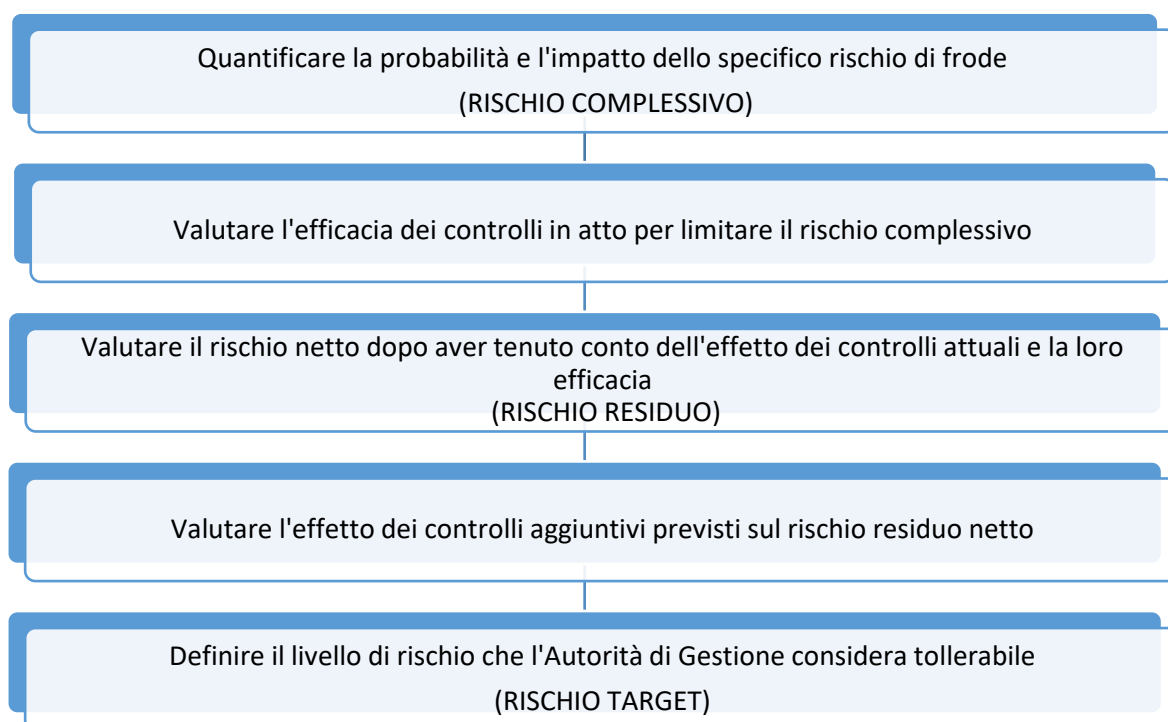 Quantificare la probabilità e l'impatto dello specifico rischio di frode
(RISCHIO COMPLESSIVO)
Valutare l'efficacia dei controlli in atto per limitare il rischio complessivo
Valutare il rischio netto dopo aver tenuto conto dell'effetto dei controlli attuali e la loro
efficacia
(RISCHIO RESIDUO)
Valutare l'effetto dei controlli aggiuntivi previsti sul rischio residuo netto
Definire il livello di rischio che l'Autorità di Gestione considera tollerabile
(RISCHIO TARGET)